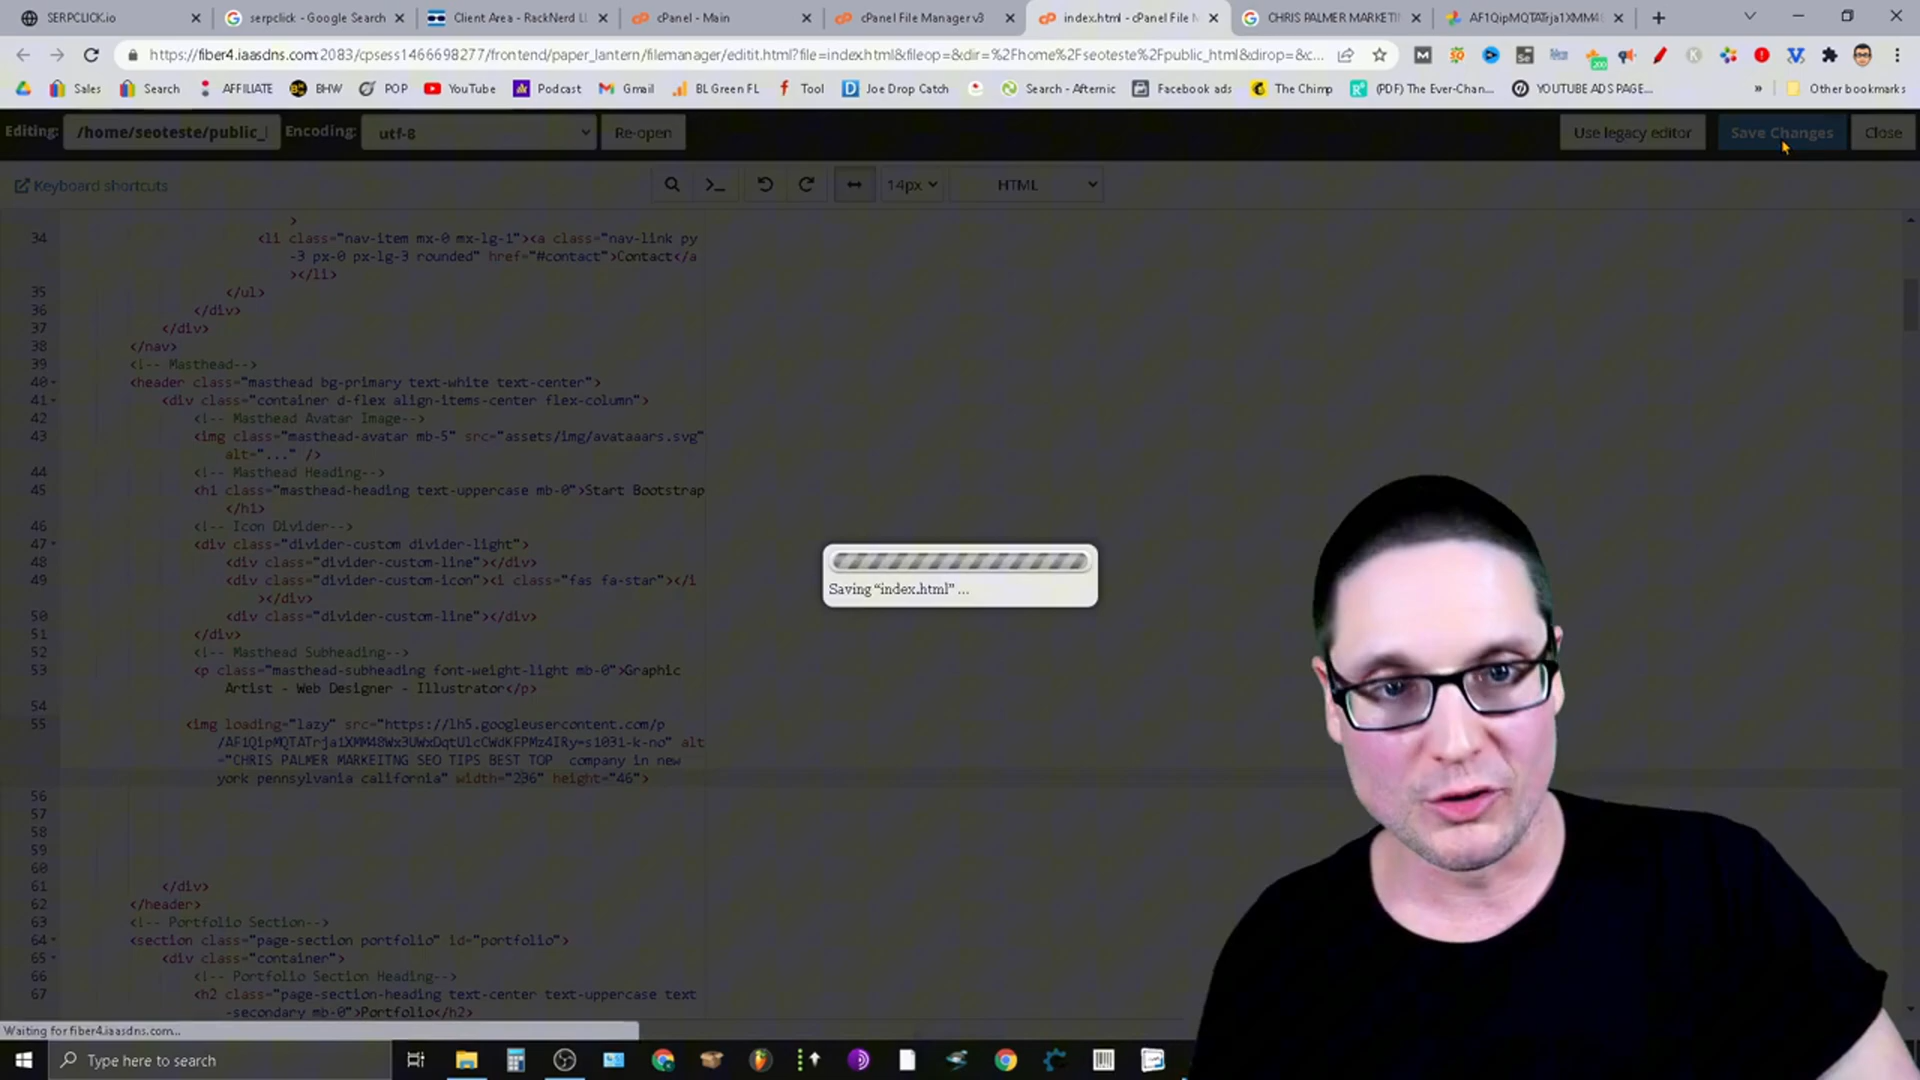 SERPCLICK.io
serpclick - Google Search
Client Area - RackNerd L
cPanel - Main
cPanel File Manager v3
index.html - cPanel File M
CHRIS PALMER MARKETI
AF1QipMQTATrja1XMM4
https://fiber4.iaasdns.com:2083/cpsess1466698277/frontend/paper_lantern/filemanager/editit.html?file=index.html&fileop=&dir=%2Fhome%2Fseoteste%2Fpublic_html&dirop=&c...
Sales
Search
AFFILIATE
BHW
POP
YouTube
Podcast
Gmail
BL Green FL
Tool
Joe Drop Catch
Search - Afternic
Facebook ads
The Chimp
(PDF) The Ever-Chan...
YOUTUBE ADS PAGE...
» Other bookmarks
Editing: /home/seoteste/public_ Encoding: utf-8 Re-open Use legacy editor Save Changes Close
Keyboard shortcuts 14px HTML
>
34 <li class="nav-item mx-0 mx-lg-1"><a class="nav-link py
-3 px-0 px-lg-3 rounded" href="#contact">Contact</a
></li>
35 </ul>
36 </div>
37 </div>
38 </nav>
39 <!-- Masthead-->
40 <header class="masthead bg-primary text-white text-center">
41 <div class="container d-flex align-items-center flex-column">
42 <!-- Masthead Avatar Image-->
43 <img class="masthead-avatar mb-5" src="assets/img/avataaars.svg"
alt="..." />
44 <!-- Masthead Heading-->
45 <h1 class="masthead-heading text-uppercase mb-0">Start Bootstrap
</h1>
46 <!-- Icon Divider-->
47 <div class="divider-custom divider-light">
48 <div class="divider-custom-line"></div>
49 <div class="divider-custom-icon"><i class="fas fa-star"></i
></div>
50 <div class="divider-custom-line"></div>
51 </div>
52 <!-- Masthead Subheading-->
53 <p class="masthead-subheading font-weight-light mb-0">Graphic
Artist - Web Designer - Illustrator</p>
54
55 <img loading="lazy" src="https://lh5.googleusercontent.com/p
/AF1QipMQTATrja1XMM48Wx3UWxDqtUlcCWdKFPMz4IRy=s1031-k-no" alt
="CHRIS PALMER MARKEITNG SEO TIPS BEST TOP company in new
york pennsylvania california" width="236" height="46">
56
57
58
59
60
61 </div>
62 </header>
63 <!-- Portfolio Section-->
64 <section class="page-section portfolio" id="portfolio">
65 <div class="container">
66 <!-- Portfolio Section Heading-->
67 <h2 class="page-section-heading text-center text-uppercase text
-secondary mb-0">Portfolio</h2>
Saving “index.html” ...
Waiting for fiber4.iaasdns.com...
Type here to search